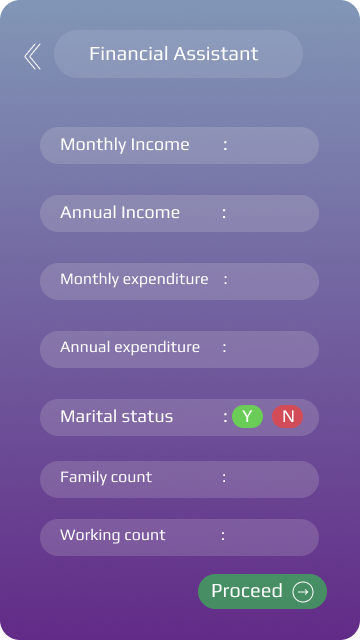 Financial Assistant
Monthly Income :
Annual Income :
Monthly expenditure :
Annual expenditure :
Marital status : Y N
Family count :
Working count :
Proceed